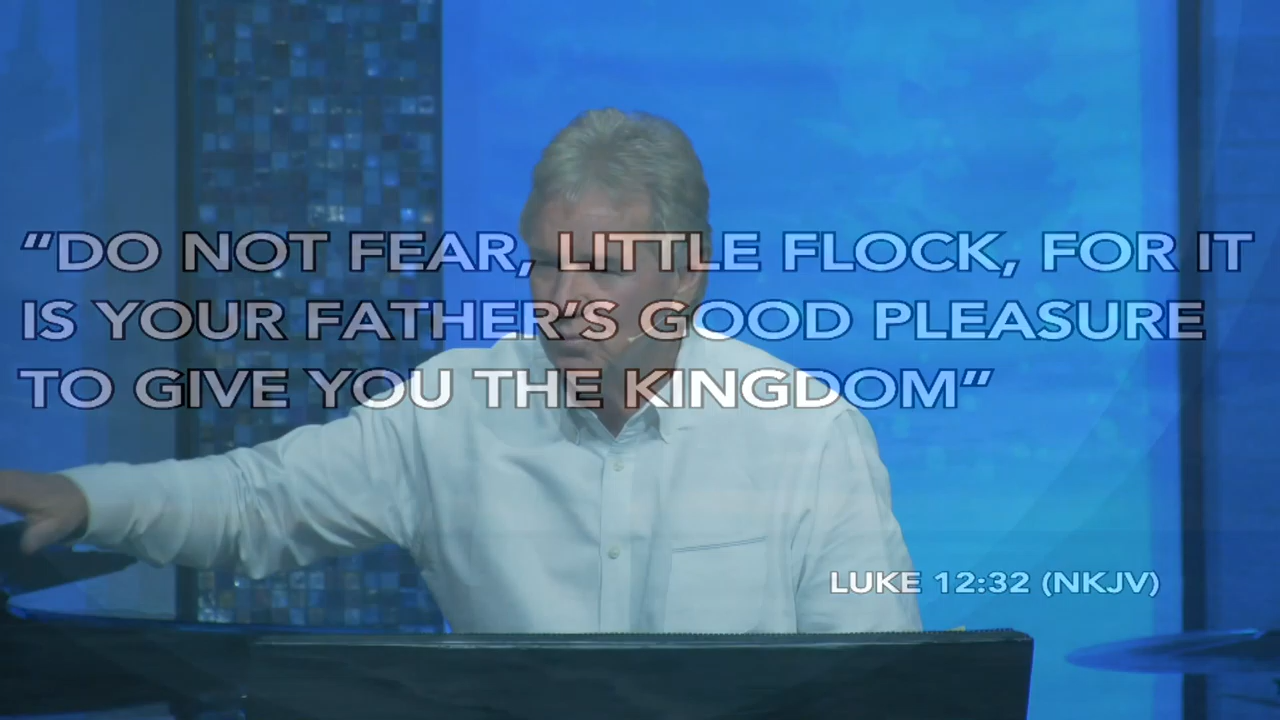 “DO NOT FEAR, LITTLE FLOCK, FOR IT
IS YOUR FATHER’S GOOD PLEASURE
TO GIVE YOU THE KINGDOM“
LUKE 12:32 (NKJV)